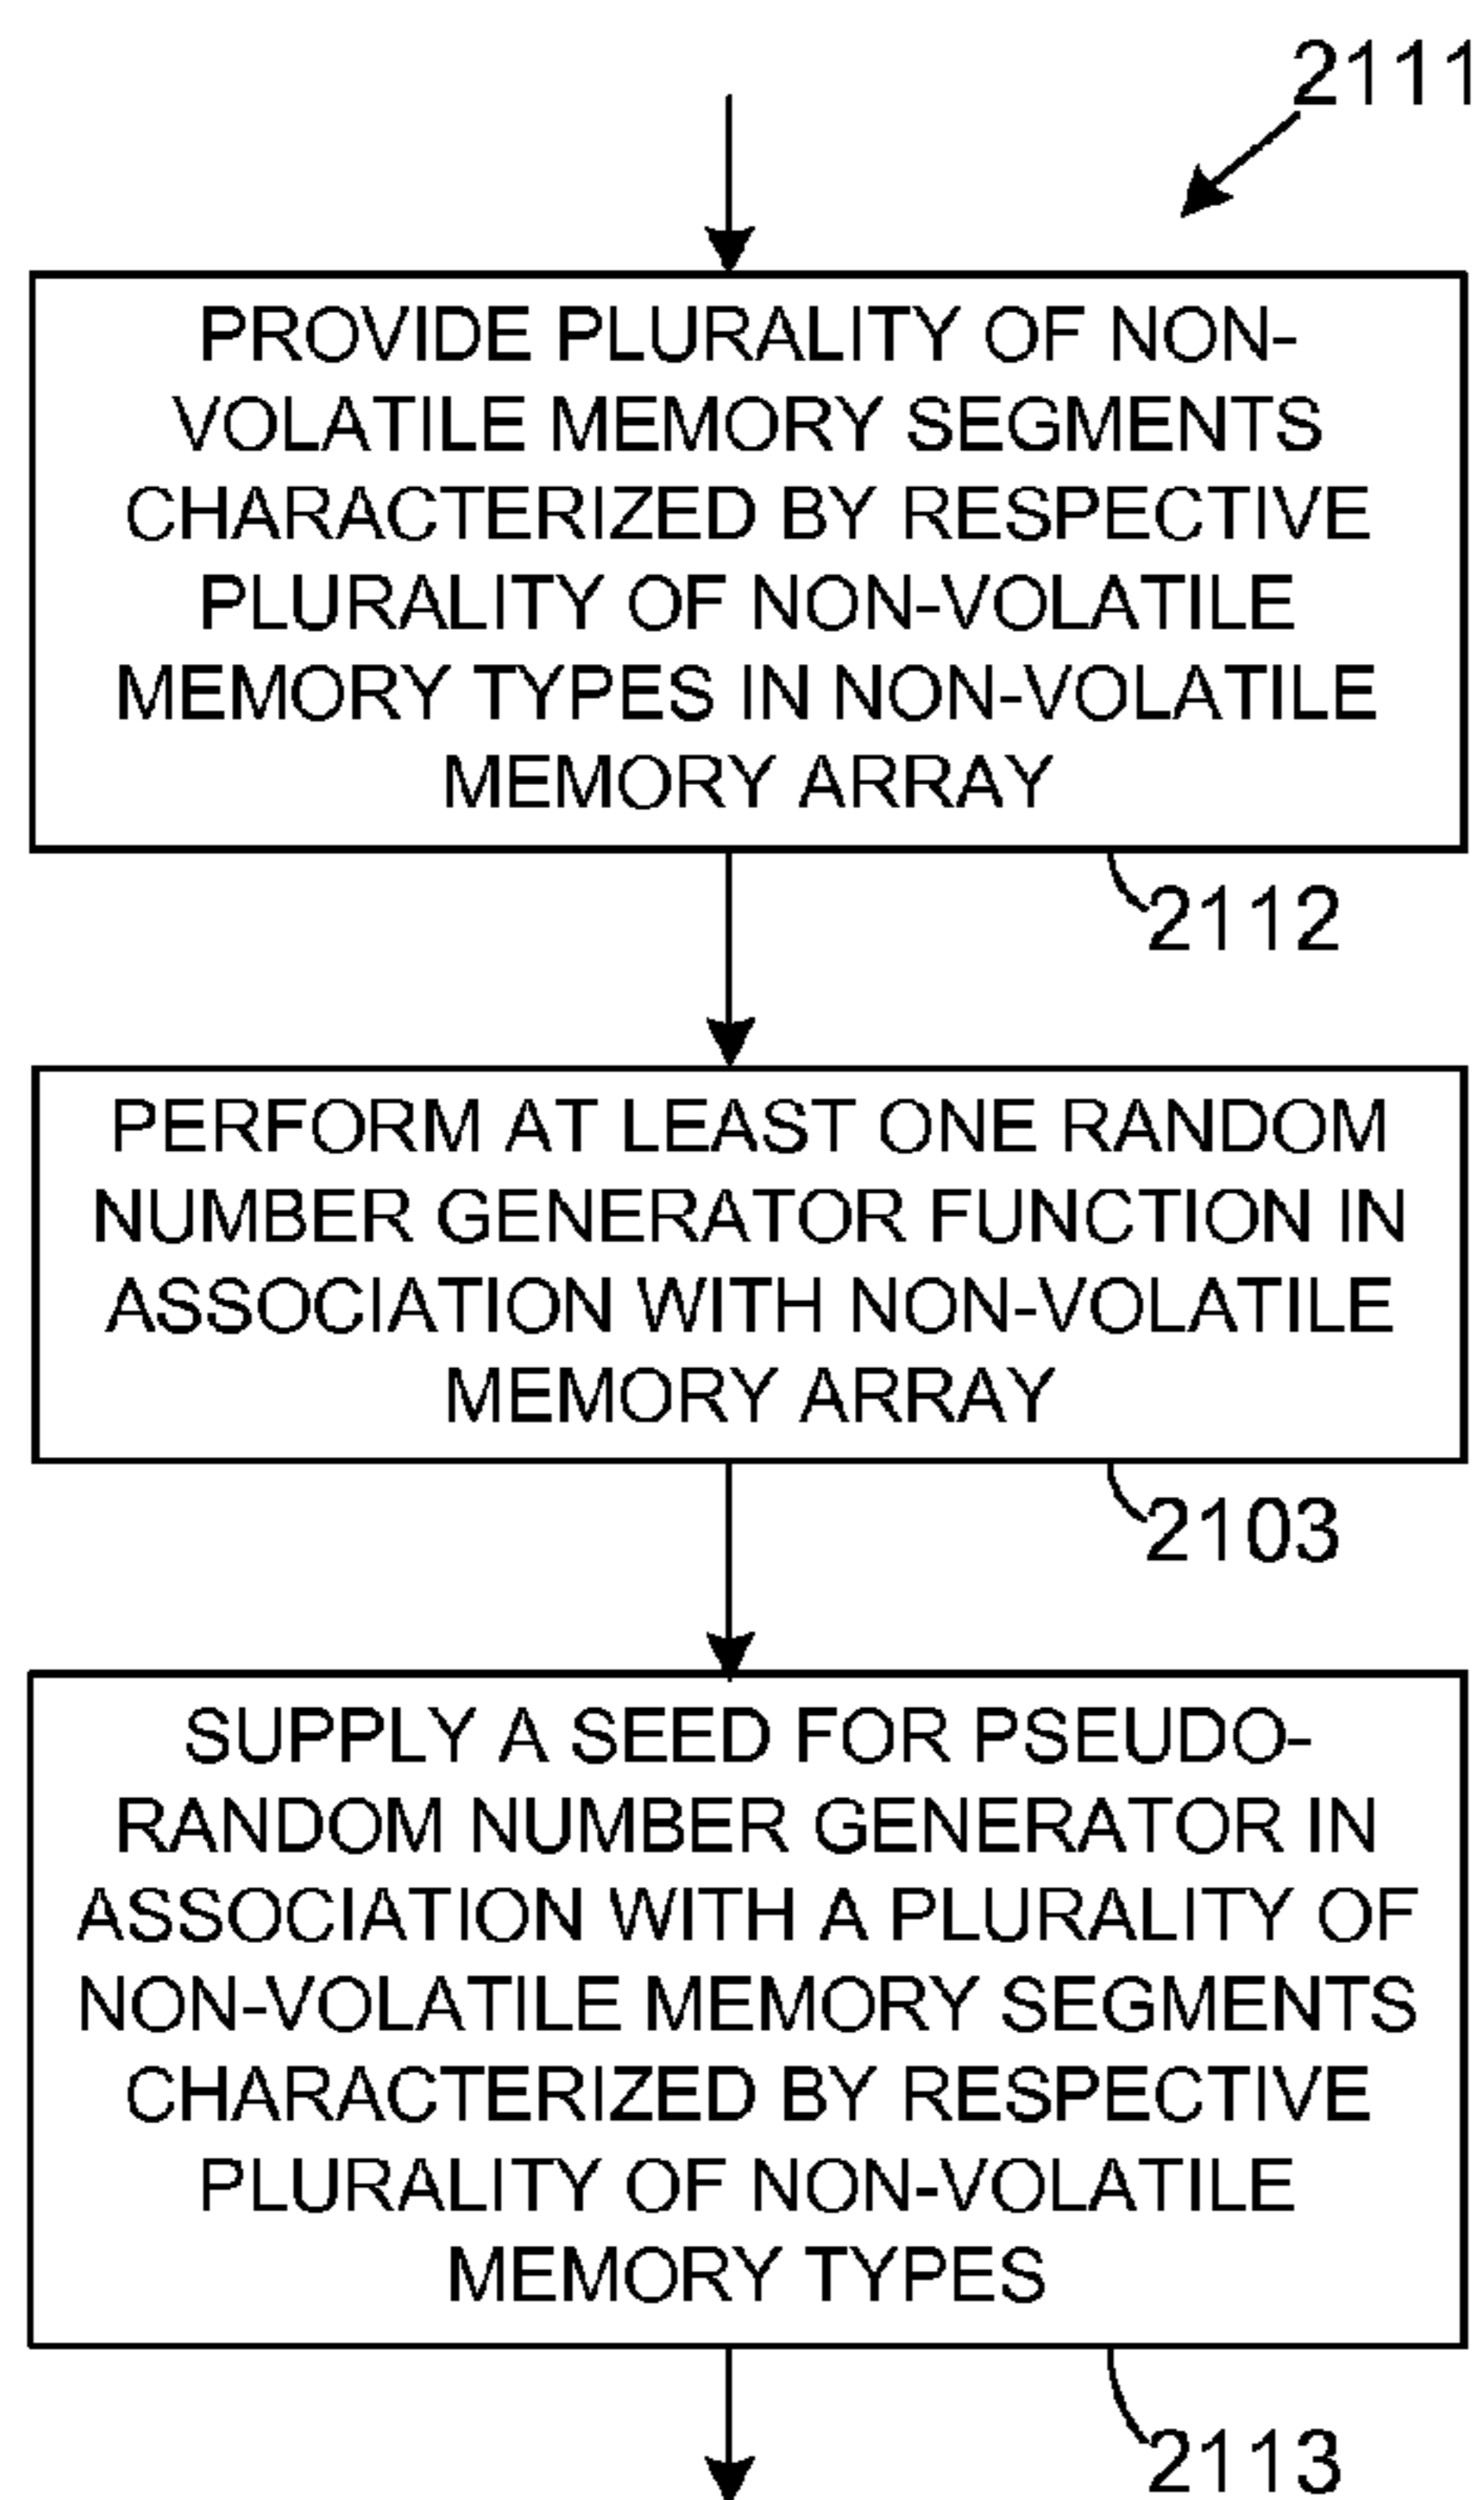 2111
PROVIDE PLURALITY OF NON-
VOLATILE MEMORY SEGMENTS
CHARACTERIZED BY RESPECTIVE
PLURALITY OF NON-VOLATILE
MEMORY TYPES IN NON-VOLATILE
MEMORY ARRAY
2112
PERFORM AT LEAST ONE RANDOM
NUMBER GENERATOR FUNCTION IN
ASSOCIATION WITH NON-VOLATILE
MEMORY ARRAY
2103
SUPPLY A SEED FOR PSEUDO-
RANDOM NUMBER GENERATOR IN
ASSOCIATION WITH A PLURALITY OF
NON-VOLATILE MEMORY SEGMENTS
CHARACTERIZED BY RESPECTIVE
PLURALITY OF NON-VOLATILE
MEMORY TYPES
2113